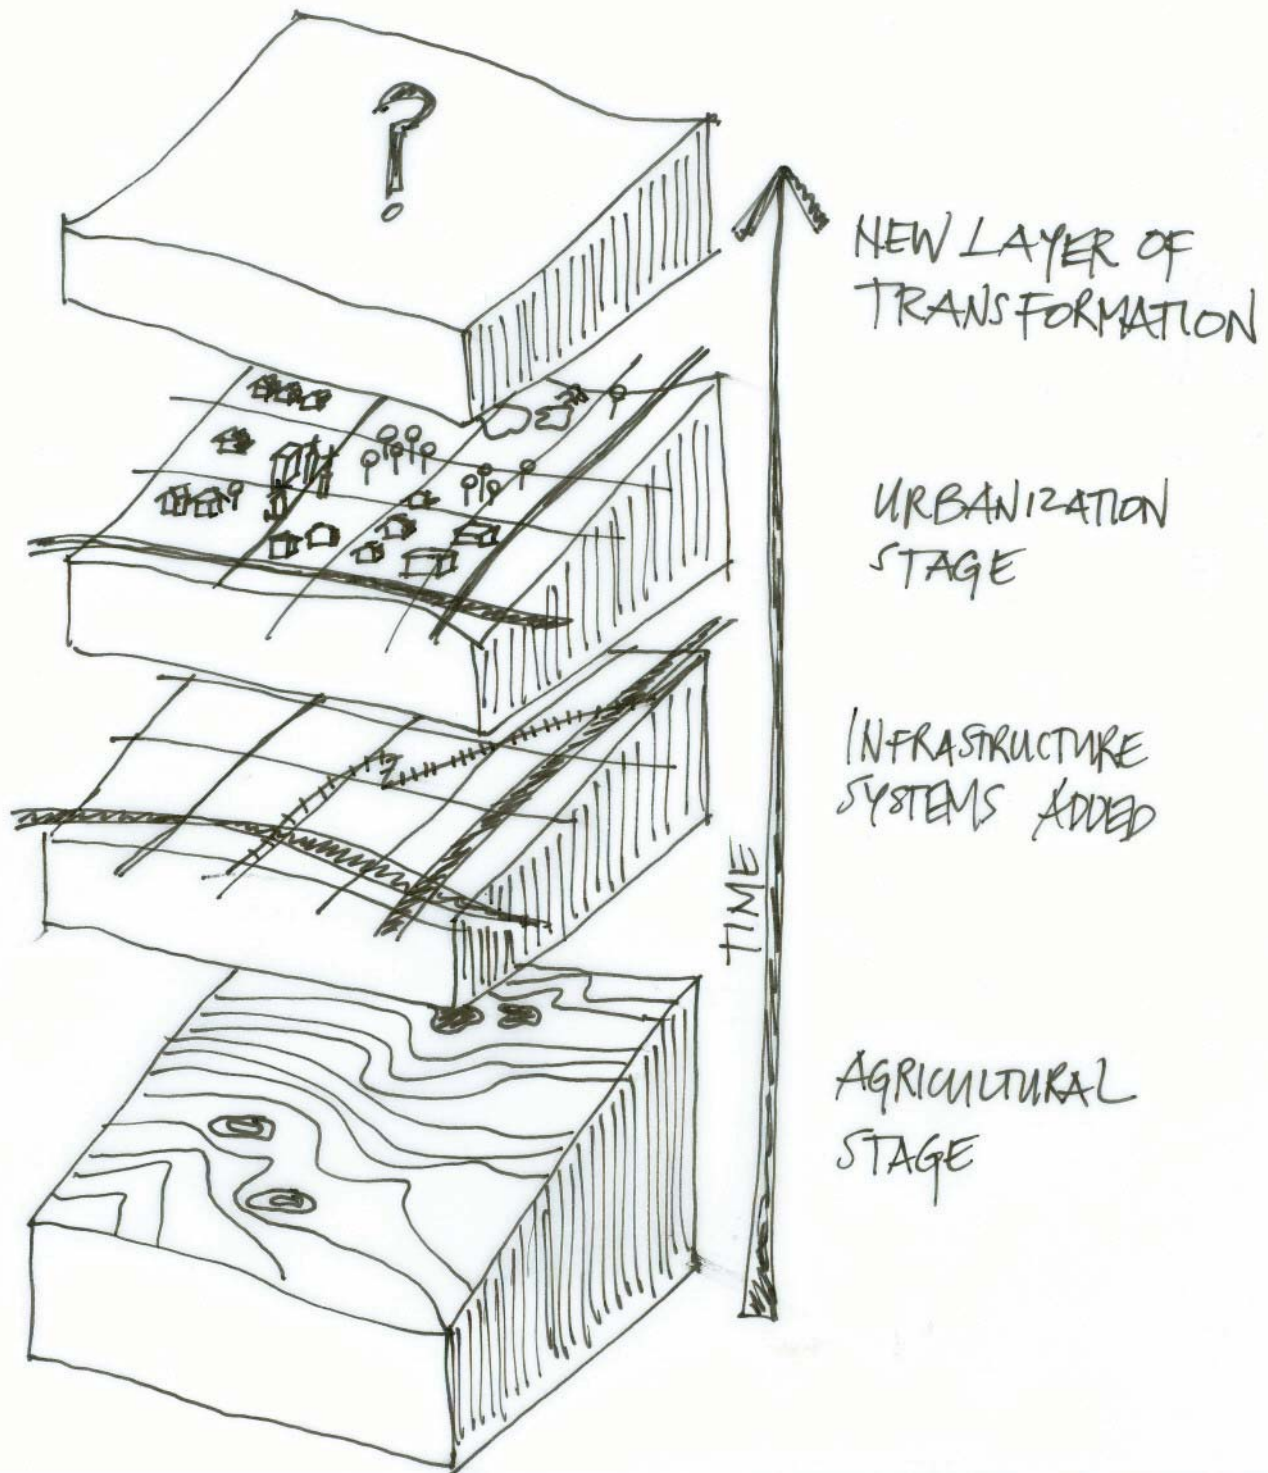 ?
NEW LAYER OF
TRANSFORMATION
URBANIZATION
STAGE
INFRASTRUCTURE
SYSTEMS ADDED
TIME
AGRICULTURAL
STAGE